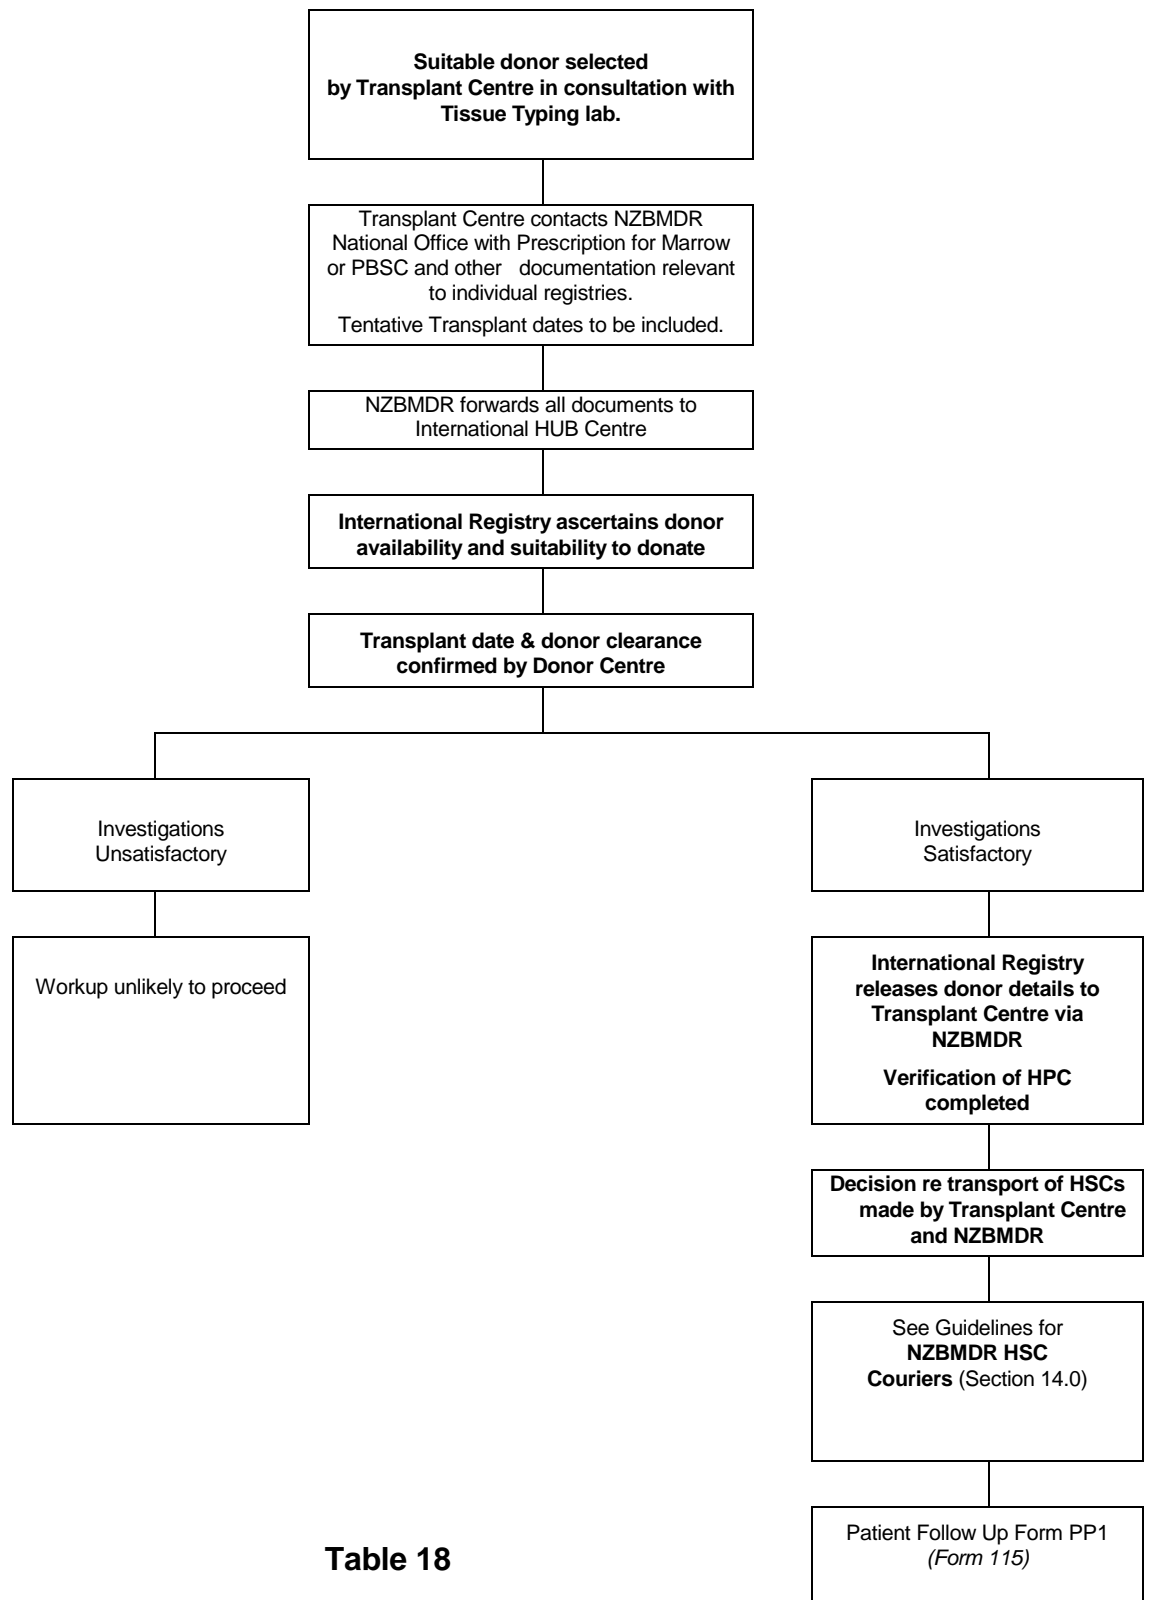 Suitable donor selected
by Transplant Centre in consultation with
Tissue Typing lab.
Transplant Centre contacts NZBMDR
National Office with Prescription for Marrow
or PBSC and other documentation relevant
to individual registries.
Tentative Transplant dates to be included.
NZBMDR forwards all documents to
International HUB Centre
International Registry ascertains donor
availability and suitability to donate
Transplant date & donor clearance
confirmed by Donor Centre
Investigations
Unsatisfactory
Workup unlikely to proceed
Investigations
Satisfactory
International Registry
releases donor details to
Transplant Centre via
NZBMDR
Verification of HPC
completed
Decision re transport of HSCs
made by Transplant Centre
and NZBMDR
See Guidelines for
NZBMDR HSC
Couriers (Section 14.0)
Patient Follow Up Form PP1
(Form 115)
Table 18